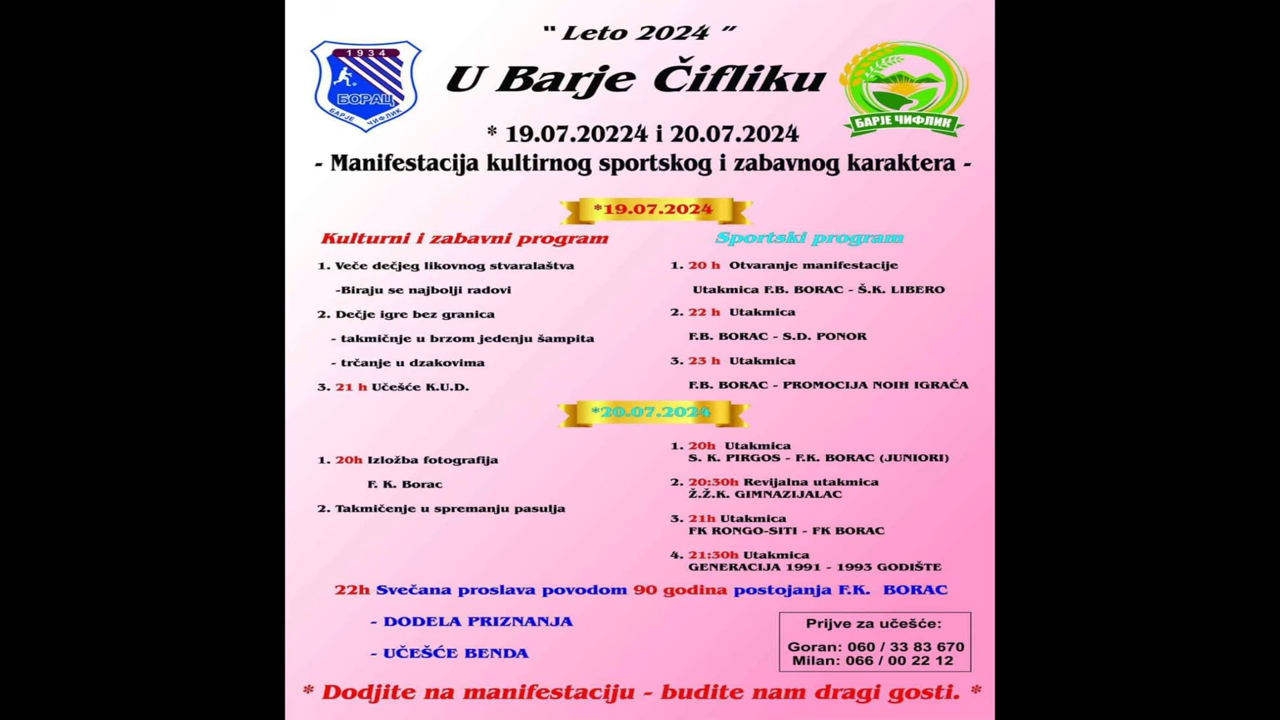 " Leto 2024 "
U Barje Čifliku
1934
БОРАЦ
БАРЈЕ ЧИФЛИК
БАРЈЕ ЧИФЛИК
* 19.07.20224 i 20.07.2024
- Manifestacija kultirnog sportskog i zabavnog karaktera -
*19.07.2024
Kulturni i zabavni program
1. Veče dečjeg likovnog stvaralaštva
-Biraju se najbolji radovi
2. Dečje igre bez granica
- takmičnje u brzom jedenju šampita
- trčanje u dzakovima
3. 21 h Učešće K.U.D.
Sportski program
1. 20 h Otvaranje manifestacije
Utakmica F.B. BORAC - Š.K. LIBERO
2. 22 h Utakmica
F.B. BORAC - S.D. PONOR
3. 23 h Utakmica
F.B. BORAC - PROMOCIJA NOIH IGRAČA
*20.07.2024
1. 20h Izložba fotografija
F. K. Borac
2. Takmičenje u spremanju pasulja
1. 20h Utakmica
S. K. PIRGOS - F.K. BORAC (JUNIORI)
2. 20:30h Revijalna utakmica
Ž.Ž.K. GIMNAZIJALAC
3. 21h Utakmica
FK RONGO-SITI - FK BORAC
4. 21:30h Utakmica
GENERACIJA 1991 - 1993 GODIŠTE
22h Svečana proslava povodom 90 godina postojanja F.K. BORAC
- DODELA PRIZNANJA
- UČEŠĆE BENDA
Prijve za učešće:
Goran: 060 / 33 83 670
Milan: 066 / 00 22 12
* Dodjite na manifestaciju - budite nam dragi gosti. *